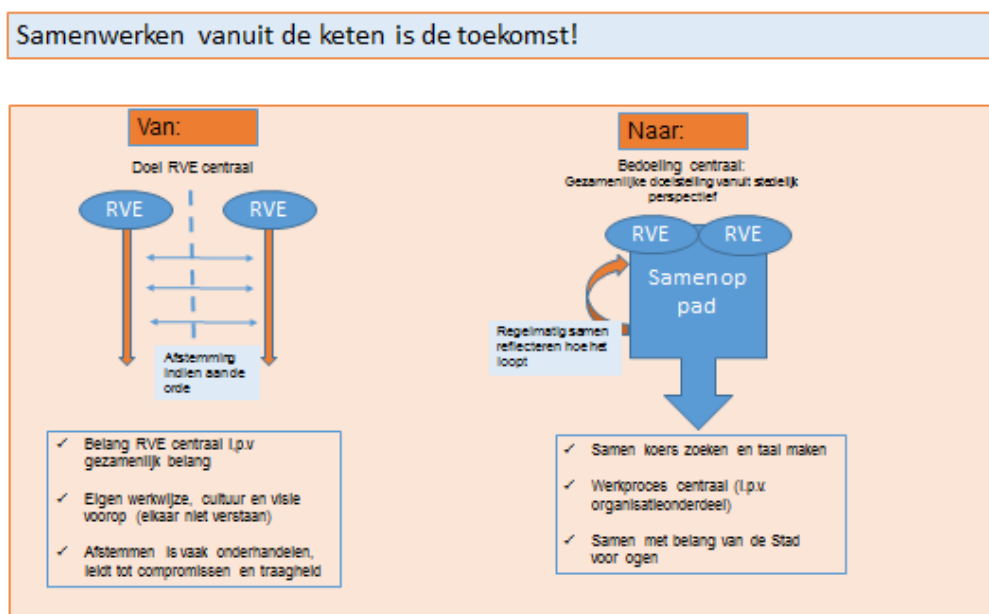 Samenwerken vanuit de keten is de toekomst!
Van:
Doel RVE centraal
RVE
RVE
Afstemming
indien aan de
orde
✓ Belang RVE centraal i.p.v
gezamenlijk belang
✓ Eigen werkwijze, cultuur en visie
voorop (elkaar niet verstaan)
✓ Afstemmen is vaak onderhandelen,
leidt tot compromissen en traagheid
Naar:
Bedoeling centraal:
Gezamenlijke doelstelling vanuit stedelijk
perspectief
RVE
RVE
Samen op
pad
Regelmatig samen
reflecteren hoe het
loopt
✓ Samen koers zoeken en taal maken
✓ Werkproces centraal (i.p.v.
organisatieonderdeel)
✓ Samen met belang van de Stad
voor ogen